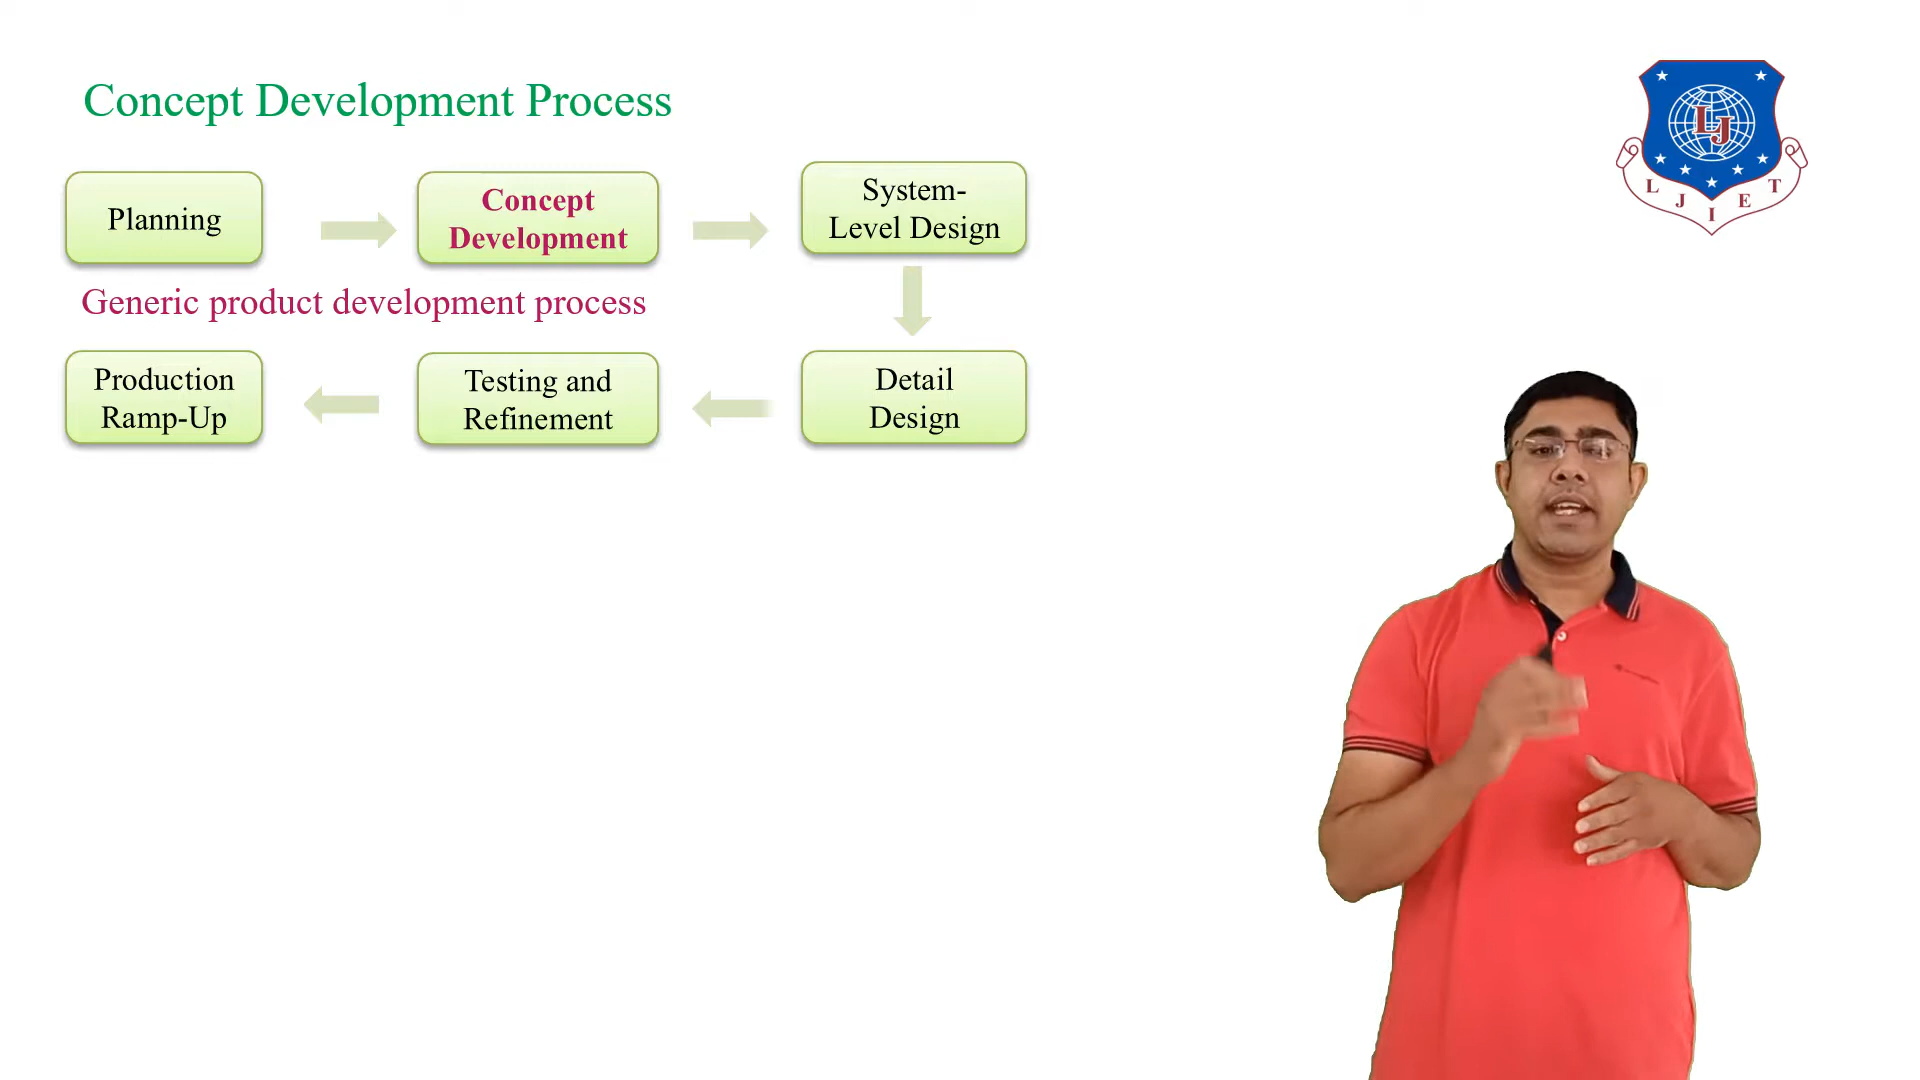 Concept Development Process
Planning
Concept
Development
System-
Level Design
Generic product development process
Production
Ramp-Up
Testing and
Refinement
Detail
Design
LJ
L J I E T